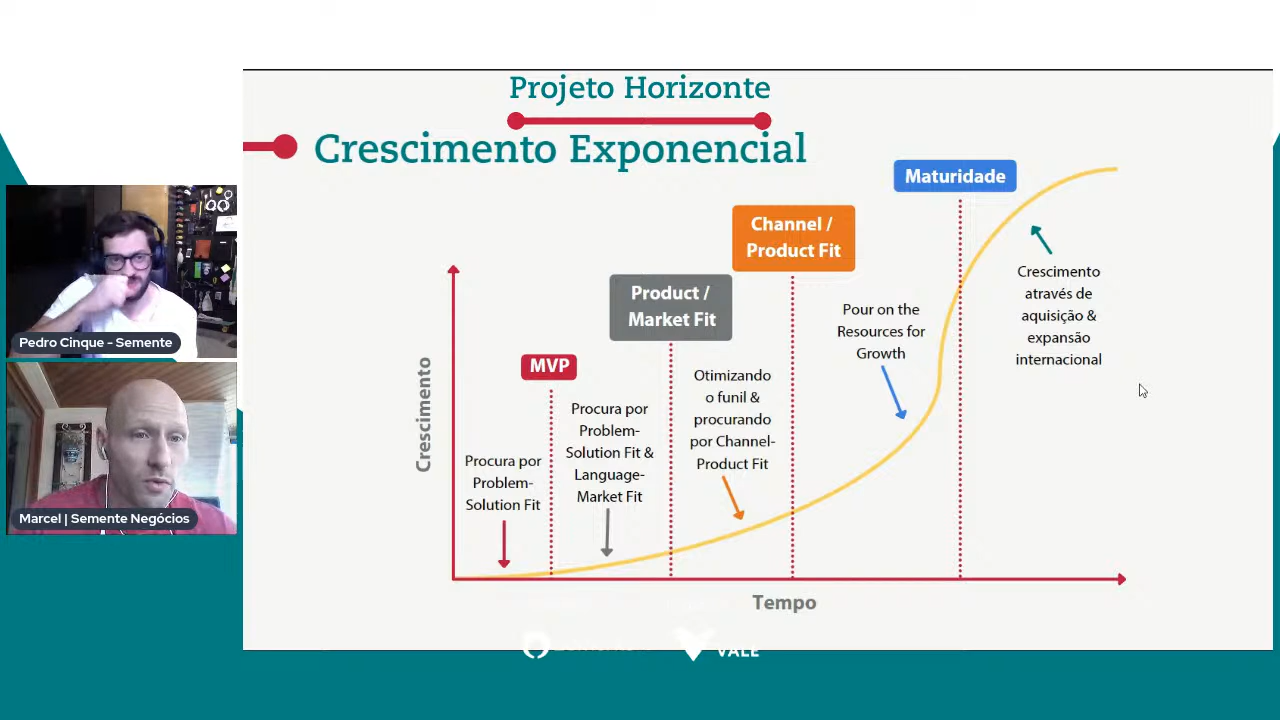 Projeto Horizonte
Crescimento Exponencial
Maturidade
Channel /
Product Fit
Product /
Market Fit
MVP
Crescimento
através de
aquisição &
expansão
internacional
Pour on the
Resources for
Growth
Otimizando
o funil &
procurando
por Channel-
Product Fit
Procura por
Problem-
Solution Fit &
Language-
Market Fit
Procura por
Problem-
Solution Fit
Crescimento
Tempo
Pedro Cinque - Semente
Marcel | Semente Negócios
VALE